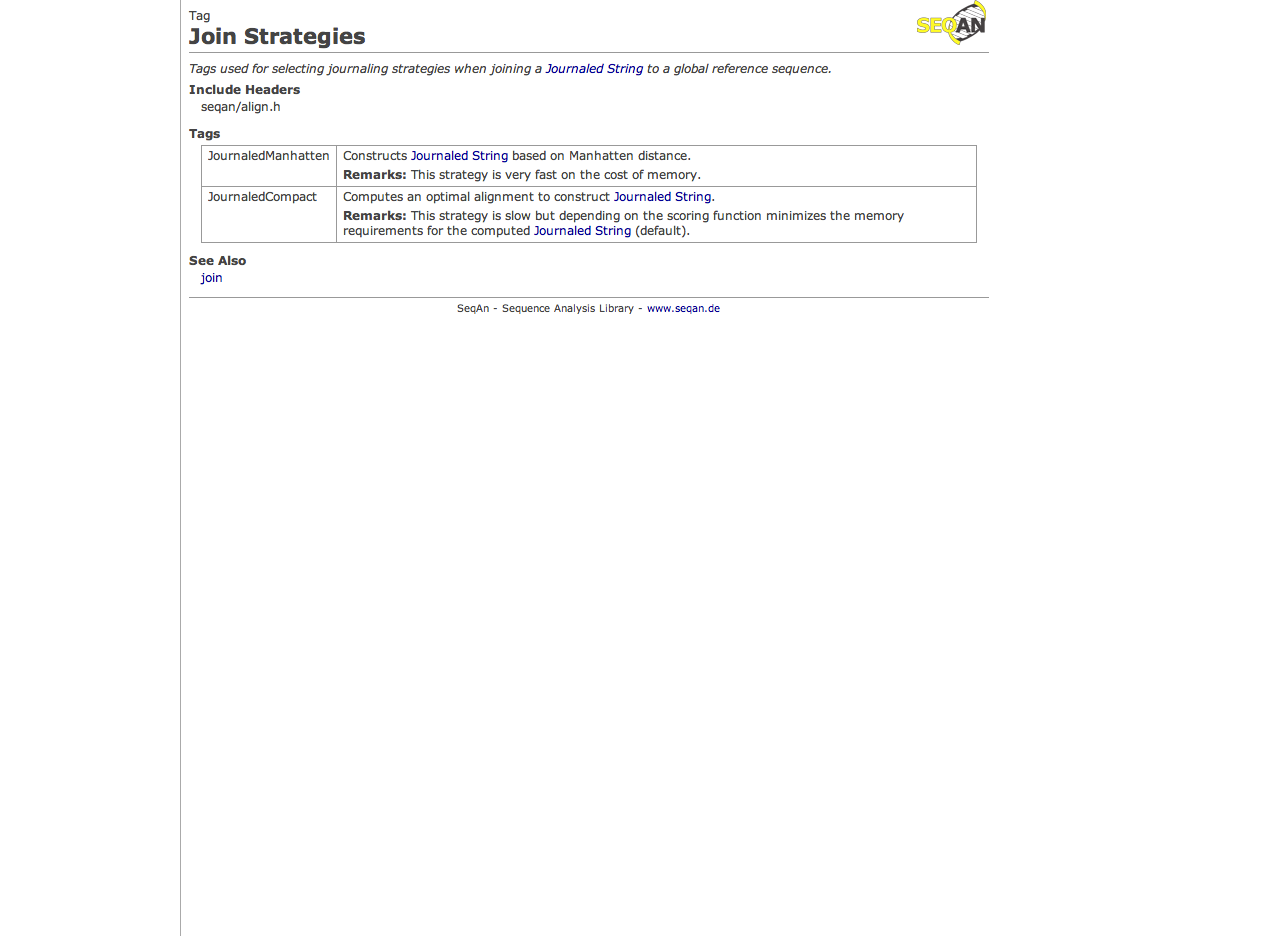 Tag
SEQAN
Join Strategies
Tags used for selecting journaling strategies when joining a Journaled String to a global reference sequence.
Include Headers
seqan/align.h
Tags
JournaledManhatten Constructs Journaled String based on Manhatten distance.
Remarks: This strategy is very fast on the cost of memory.
JournaledCompact Computes an optimal alignment to construct Journaled String.
Remarks: This strategy is slow but depending on the scoring function minimizes the memory
requirements for the computed Journaled String (default).
See Also
join
SeqAn - Sequence Analysis Library - www.seqan.de